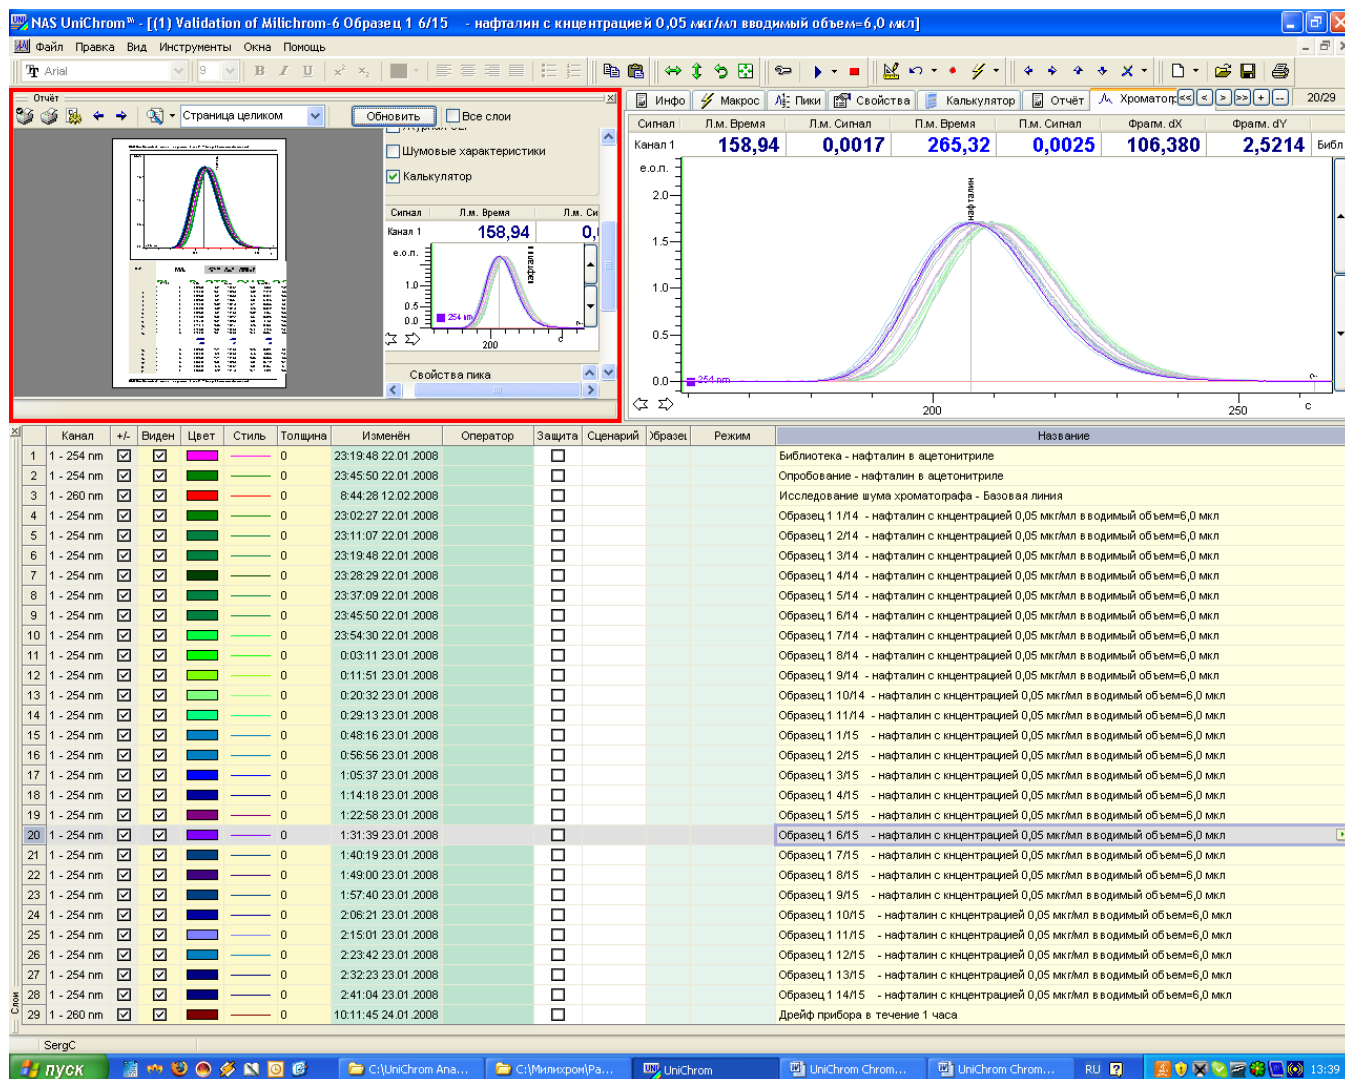 NAS UniChrom™ - [(1) Validation of Milichrom-6 Образец 1 6/15 - нафталин с кнцентрацией 0,05 мкг/мл вводимый объем=6,0 мкл]
Файл Правка Вид Инструменты Окна Помощь
Arial 9 B I U x² x₂
Отчёт
Страница целиком Обновить Все слои
Шумовые характеристики
Калькулятор
Сигнал Л.м. Время Л.м. Си
Канал 1 158,94 0,
е.о.п.
1.0
0.5
0.0
254 nm
нафталин
200 с
Свойства пика
Инфо Макрос Пики Свойства Калькулятор Отчёт Хроматогр 20/29
Сигнал Л.м. Время Л.м. Сигнал П.м. Время П.м. Сигнал Фрагм. dX Фрагм. dY
Канал 1 158,94 0,0017 265,32 0,0025 106,380 2,5214 Библ
е.о.п.
нафталин
2.0
1.5
1.0
0.5
0.0
254 nm
200 250 с
Канал +/- Виден Цвет Стиль Толщина Изменён Оператор Защита Сценарий Образец Режим Название
1 1 - 254 nm 0 23:19:48 22.01.2008 Библиотека - нафталин в ацетонитриле
2 1 - 254 nm 0 23:45:50 22.01.2008 Опробование - нафталин в ацетонитриле
3 1 - 260 nm 0 8:44:28 12.02.2008 Исследование шума хроматографа - Базовая линия
4 1 - 254 nm 0 23:02:27 22.01.2008 Образец 1 1/14 - нафталин с кнцентрацией 0,05 мкг/мл вводимый объем=6,0 мкл
5 1 - 254 nm 0 23:11:07 22.01.2008 Образец 1 2/14 - нафталин с кнцентрацией 0,05 мкг/мл вводимый объем=6,0 мкл
6 1 - 254 nm 0 23:19:48 22.01.2008 Образец 1 3/14 - нафталин с кнцентрацией 0,05 мкг/мл вводимый объем=6,0 мкл
7 1 - 254 nm 0 23:28:29 22.01.2008 Образец 1 4/14 - нафталин с кнцентрацией 0,05 мкг/мл вводимый объем=6,0 мкл
8 1 - 254 nm 0 23:37:09 22.01.2008 Образец 1 5/14 - нафталин с кнцентрацией 0,05 мкг/мл вводимый объем=6,0 мкл
9 1 - 254 nm 0 23:45:50 22.01.2008 Образец 1 6/14 - нафталин с кнцентрацией 0,05 мкг/мл вводимый объем=6,0 мкл
10 1 - 254 nm 0 23:54:30 22.01.2008 Образец 1 7/14 - нафталин с кнцентрацией 0,05 мкг/мл вводимый объем=6,0 мкл
11 1 - 254 nm 0 0:03:11 23.01.2008 Образец 1 8/14 - нафталин с кнцентрацией 0,05 мкг/мл вводимый объем=6,0 мкл
12 1 - 254 nm 0 0:11:51 23.01.2008 Образец 1 9/14 - нафталин с кнцентрацией 0,05 мкг/мл вводимый объем=6,0 мкл
13 1 - 254 nm 0 0:20:32 23.01.2008 Образец 1 10/14 - нафталин с кнцентрацией 0,05 мкг/мл вводимый объем=6,0 мкл
14 1 - 254 nm 0 0:29:13 23.01.2008 Образец 1 11/14 - нафталин с кнцентрацией 0,05 мкг/мл вводимый объем=6,0 мкл
15 1 - 254 nm 0 0:48:16 23.01.2008 Образец 1 1/15 - нафталин с кнцентрацией 0,05 мкг/мл вводимый объем=6,0 мкл
16 1 - 254 nm 0 0:56:56 23.01.2008 Образец 1 2/15 - нафталин с кнцентрацией 0,05 мкг/мл вводимый объем=6,0 мкл
17 1 - 254 nm 0 1:05:37 23.01.2008 Образец 1 3/15 - нафталин с кнцентрацией 0,05 мкг/мл вводимый объем=6,0 мкл
18 1 - 254 nm 0 1:14:18 23.01.2008 Образец 1 4/15 - нафталин с кнцентрацией 0,05 мкг/мл вводимый объем=6,0 мкл
19 1 - 254 nm 0 1:22:58 23.01.2008 Образец 1 5/15 - нафталин с кнцентрацией 0,05 мкг/мл вводимый объем=6,0 мкл
20 1 - 254 nm 0 1:31:39 23.01.2008 Образец 1 6/15 - нафталин с кнцентрацией 0,05 мкг/мл вводимый объем=6,0 мкл
21 1 - 254 nm 0 1:40:19 23.01.2008 Образец 1 7/15 - нафталин с кнцентрацией 0,05 мкг/мл вводимый объем=6,0 мкл
22 1 - 254 nm 0 1:49:00 23.01.2008 Образец 1 8/15 - нафталин с кнцентрацией 0,05 мкг/мл вводимый объем=6,0 мкл
23 1 - 254 nm 0 1:57:40 23.01.2008 Образец 1 9/15 - нафталин с кнцентрацией 0,05 мкг/мл вводимый объем=6,0 мкл
24 1 - 254 nm 0 2:06:21 23.01.2008 Образец 1 10/15 - нафталин с кнцентрацией 0,05 мкг/мл вводимый объем=6,0 мкл
25 1 - 254 nm 0 2:15:01 23.01.2008 Образец 1 11/15 - нафталин с кнцентрацией 0,05 мкг/мл вводимый объем=6,0 мкл
26 1 - 254 nm 0 2:23:42 23.01.2008 Образец 1 12/15 - нафталин с кнцентрацией 0,05 мкг/мл вводимый объем=6,0 мкл
27 1 - 254 nm 0 2:32:23 23.01.2008 Образец 1 13/15 - нафталин с кнцентрацией 0,05 мкг/мл вводимый объем=6,0 мкл
28 1 - 254 nm 0 2:41:04 23.01.2008 Образец 1 14/15 - нафталин с кнцентрацией 0,05 мкг/мл вводимый объем=6,0 мкл
29 1 - 260 nm 0 10:11:45 24.01.2008 Дрейф прибора в течение 1 часа
Слои
SergC
пуск C:\UniChrom Ana... C:\Милихром\Ра... UniChrom UniChrom Chrom... UniChrom Chrom... RU 13:39